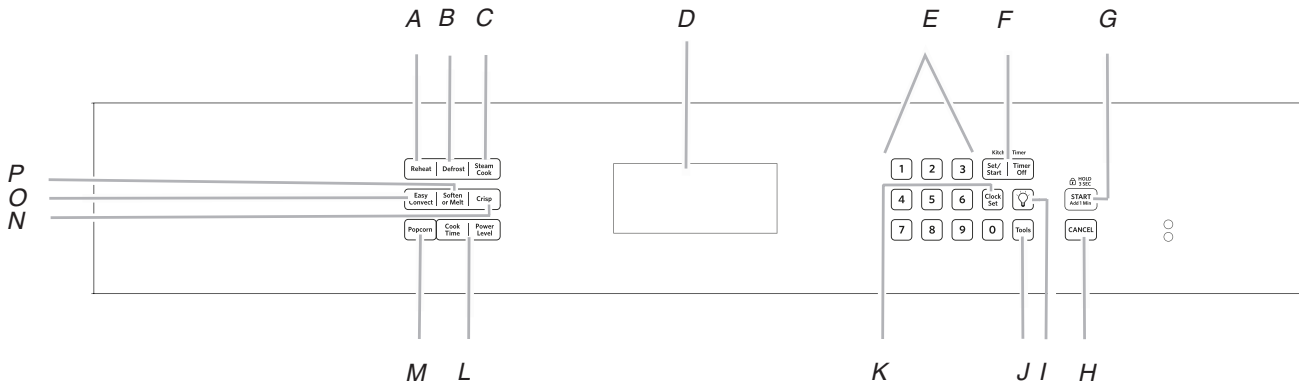 A B C D E F G
Kitch Timer
Reheat Defrost Steam Cook
1 2 3 Set/ Start Timer Off
P
O
N
Easy Convect Soften or Melt Crisp
4 5 6 Clock Set
HOLD 3 SEC
START
Add 1 Min
Popcorn Cook Time Power Level
7 8 9 0 Tools CANCEL
M L K J I H